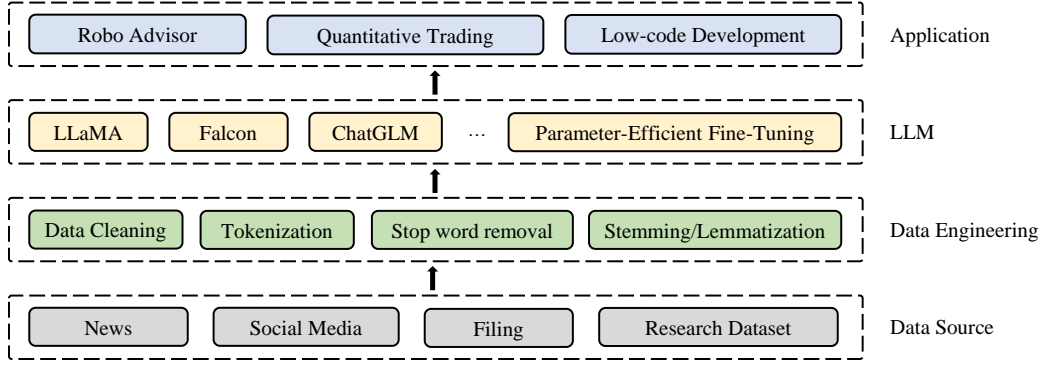 Robo Advisor Quantitative Trading Low-code Development Application
LLaMA Falcon ChatGLM ... Parameter-Efficient Fine-Tuning LLM
Data Cleaning Tokenization Stop word removal Stemming/Lemmatization Data Engineering
News Social Media Filing Research Dataset Data Source